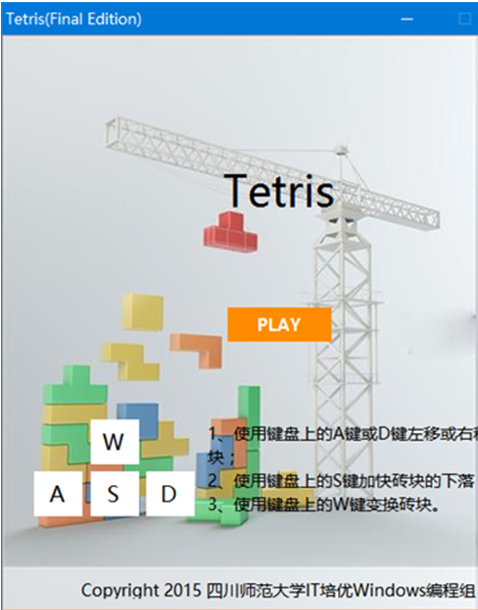 Tetris(Final Edition)
Tetris
PLAY
W
A S D
1、使用键盘上的A键或D键左移或右
块；
2、使用键盘上的S键加快砖块的下落
3、使用键盘上的W键变换砖块。
Copyright 2015 四川师范大学IT培优Windows编程组